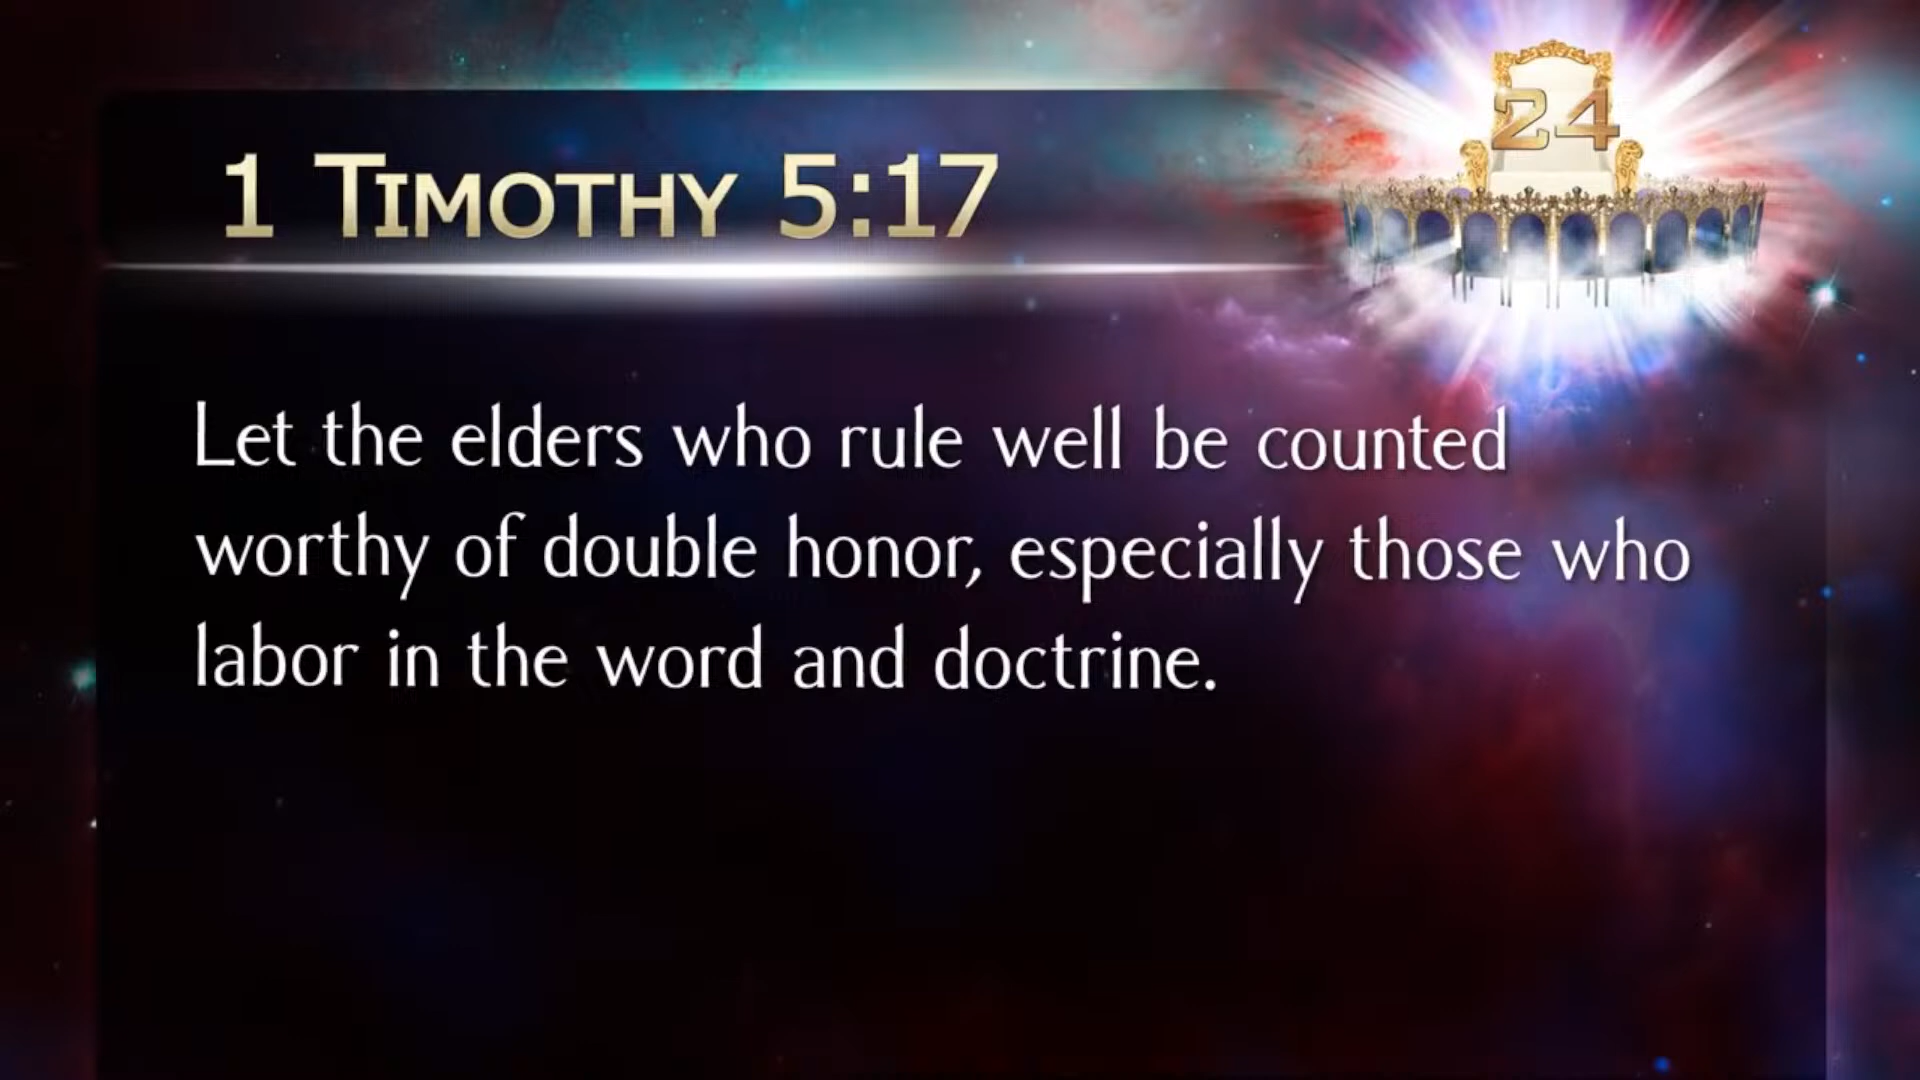 24
1 TIMOTHY 5:17
Let the elders who rule well be counted
worthy of double honor, especially those who
labor in the word and doctrine.